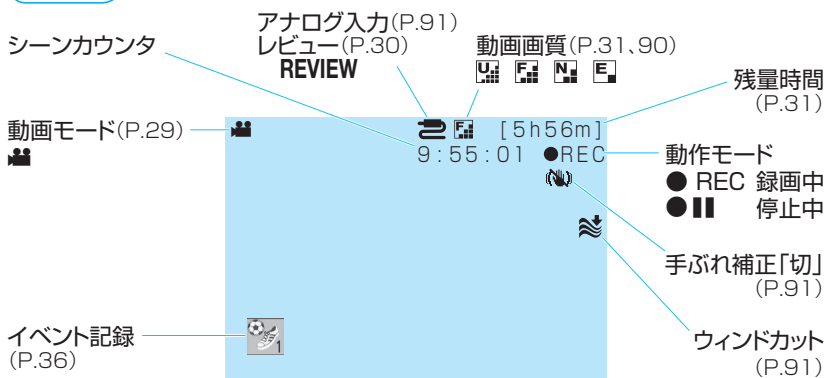 シーンカウンタ
アナログ入力(P.91)
レビュー(P.30)
REVIEW
動画画質(P.31、90)
U F N E
残量時間
(P.31)
動画モード(P.29)
F [5h56m]
9:55:01 ●REC
動作モード
● REC 録画中
●❚❚ 停止中
手ぶれ補正「切」
(P.91)
イベント記録
(P.36)
1
ウィンドカット
(P.91)